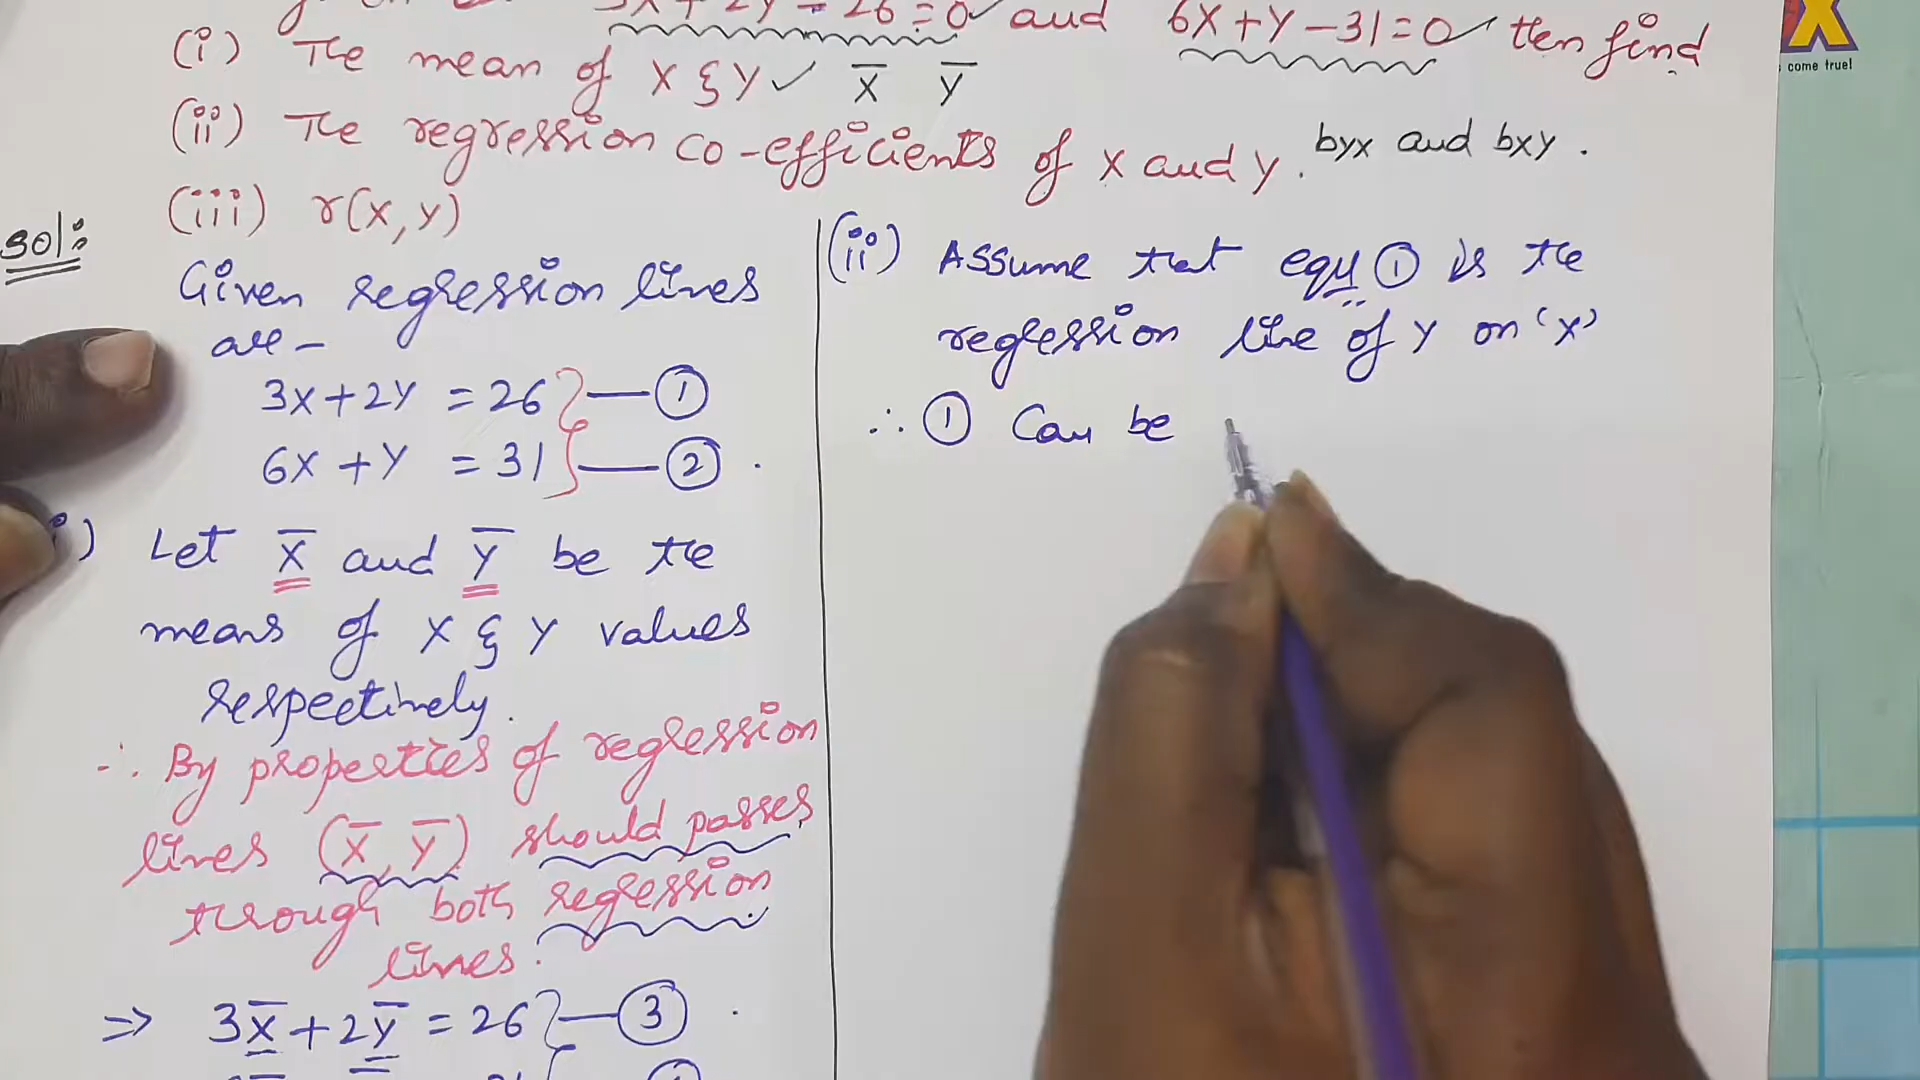 3X + 2Y - 26 = 0 and 6X + Y - 31 = 0 then find
(i) The mean of X & Y ✓ X̅ Y̅
(ii) The regression co-efficients of X and Y. byx and bxy.
(iii) r(X, Y)
Sol:
Given regression lines
are -
3X + 2Y = 26 — ①
6X + Y = 31 — ② .
i) Let X̅ and Y̅ be the
means of X & Y values
respectively.
∴ By properties of regression
lines (X̅, Y̅) should passes
through both regression
lines.
⇒ 3X̅ + 2Y̅ = 26 — ③ .
(ii) Assume that equ ① is the
regression line of Y on 'X'
∴ ① Can be
X
come true!